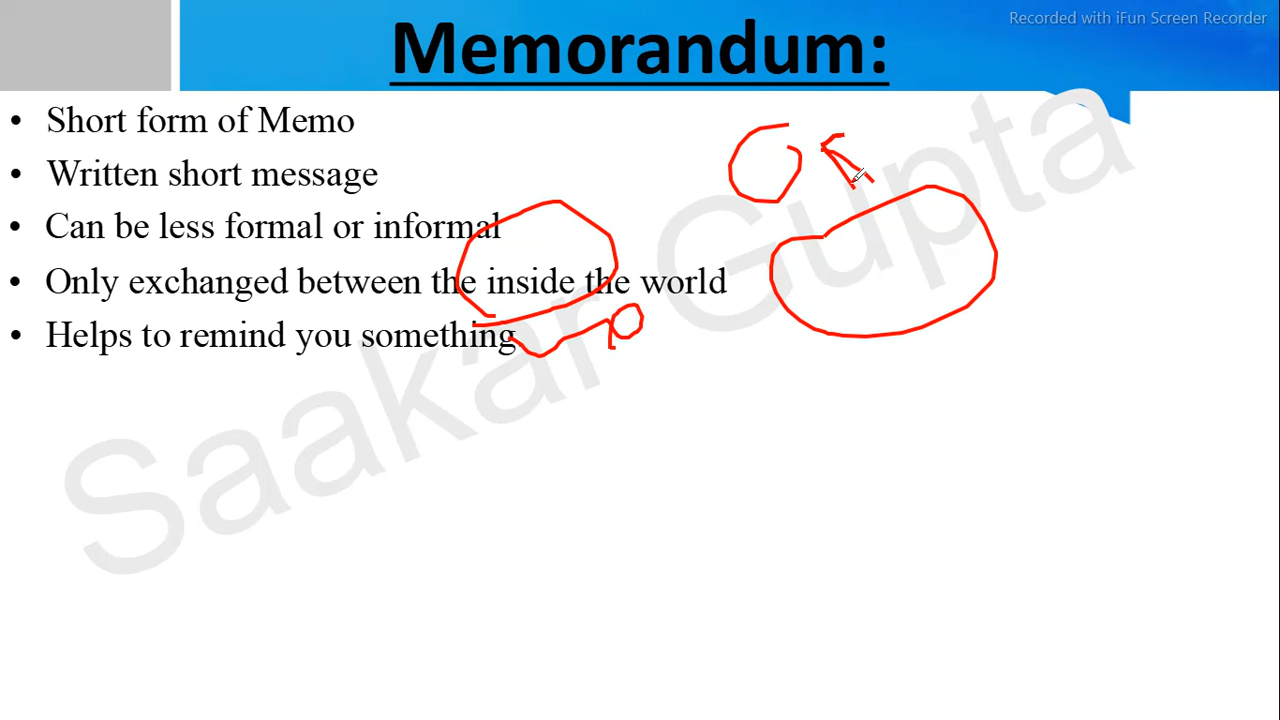 Recorded with iFun Screen Recorder
Memorandum:
• Short form of Memo
• Written short message
• Can be less formal or informal
• Only exchanged between the inside the world
• Helps to remind you something
Saakar Gupta